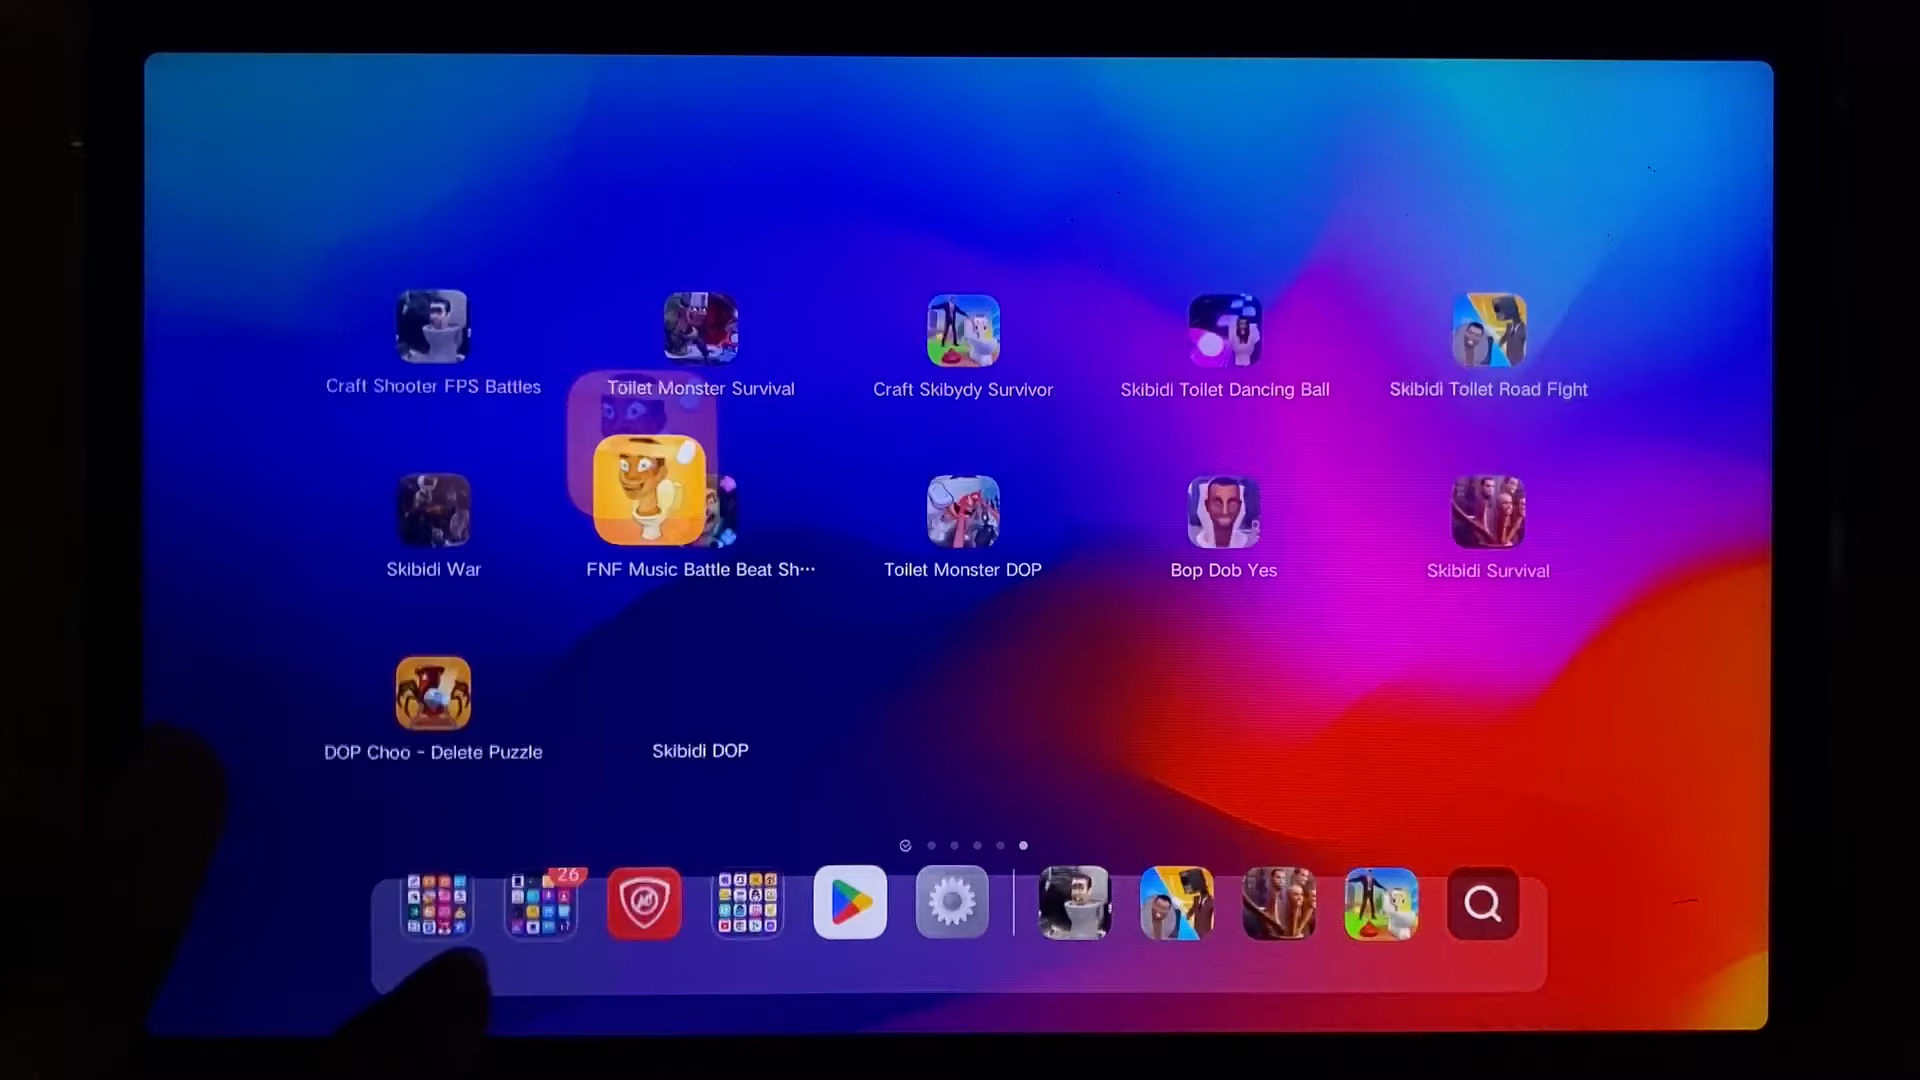 Craft Shooter FPS Battles
Toilet Monster Survival
Craft Skibydy Survivor
Skibidi Toilet Dancing Ball
Skibidi Toilet Road Fight
Skibidi War
FNF Music Battle Beat Sh···
Toilet Monster DOP
Bop Dob Yes
Skibidi Survival
DOP Choo - Delete Puzzle
Skibidi DOP
26